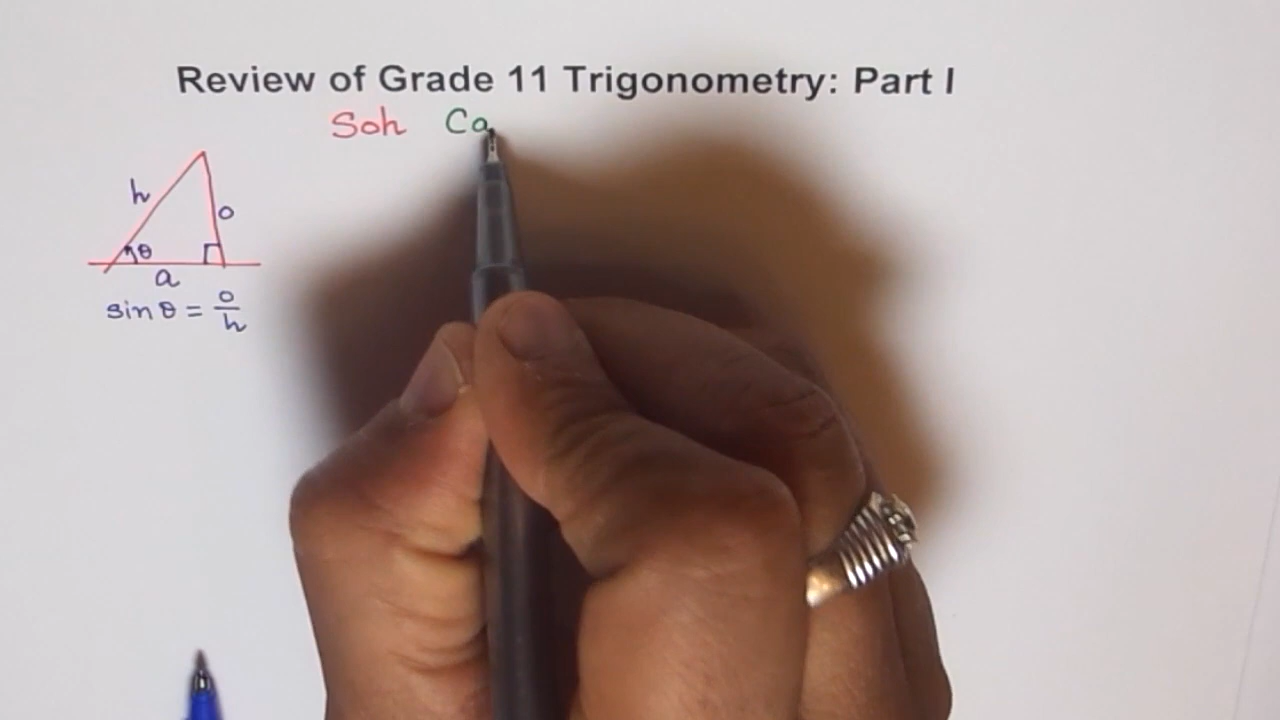 Review of Grade 11 Trigonometry: Part I
Soh Ca
h
o
θ
a
sin θ = o/h